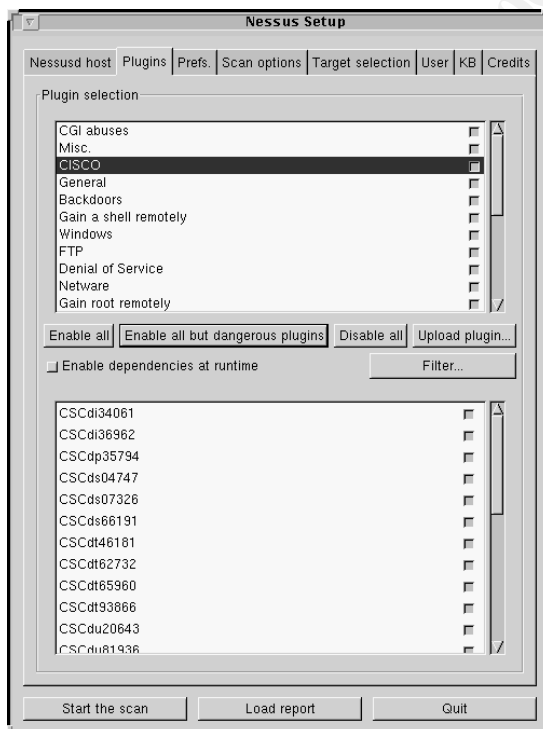 Nessus Setup
Nessusd host Plugins Prefs. Scan options Target selection User KB Credits
Plugin selection
CGI abuses
Misc.
CISCO
General
Backdoors
Gain a shell remotely
Windows
FTP
Denial of Service
Netware
Gain root remotely
Enable all Enable all but dangerous plugins Disable all Upload plugin...
Enable dependencies at runtime Filter...
CSCdi34061
CSCdi36962
CSCdp35794
CSCds04747
CSCds07326
CSCds66191
CSCdt46181
CSCdt62732
CSCdt65960
CSCdt93866
CSCdu20643
CSCdu81936
Start the scan Load report Quit